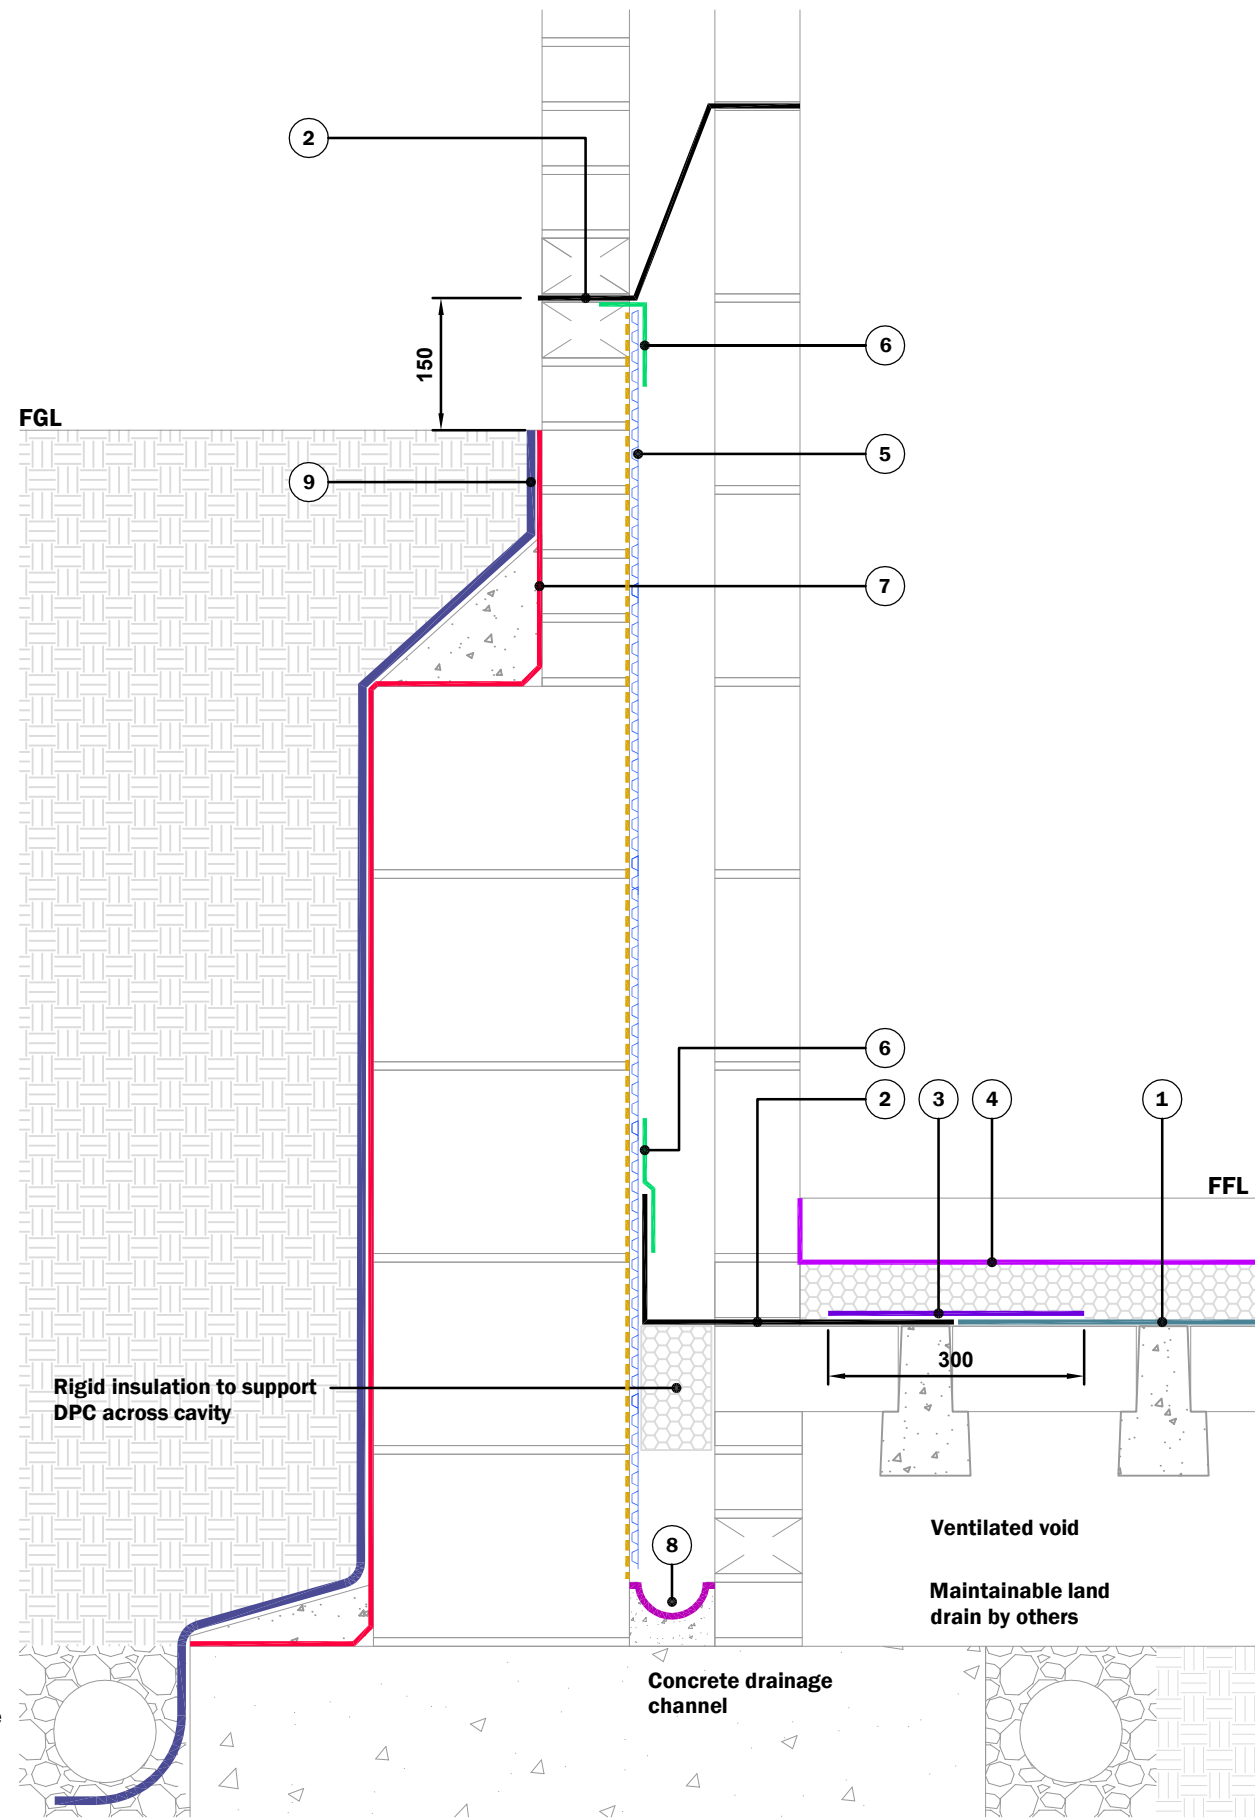 2
6
150
FGL
5
9
7
6
2
3
4
1
FFL
300
Rigid insulation to support
DPC across cavity
Ventilated void
8
Maintainable land
drain by others
Concrete drainage
channel